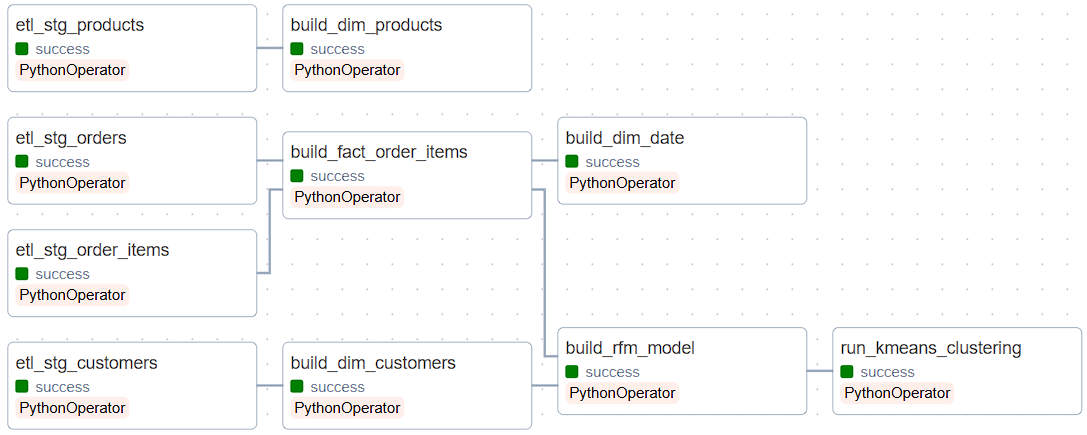 etl_stg_products
success
PythonOperator
build_dim_products
success
PythonOperator
etl_stg_orders
success
PythonOperator
build_fact_order_items
success
PythonOperator
build_dim_date
success
PythonOperator
etl_stg_order_items
success
PythonOperator
etl_stg_customers
success
PythonOperator
build_dim_customers
success
PythonOperator
build_rfm_model
success
PythonOperator
run_kmeans_clustering
success
PythonOperator